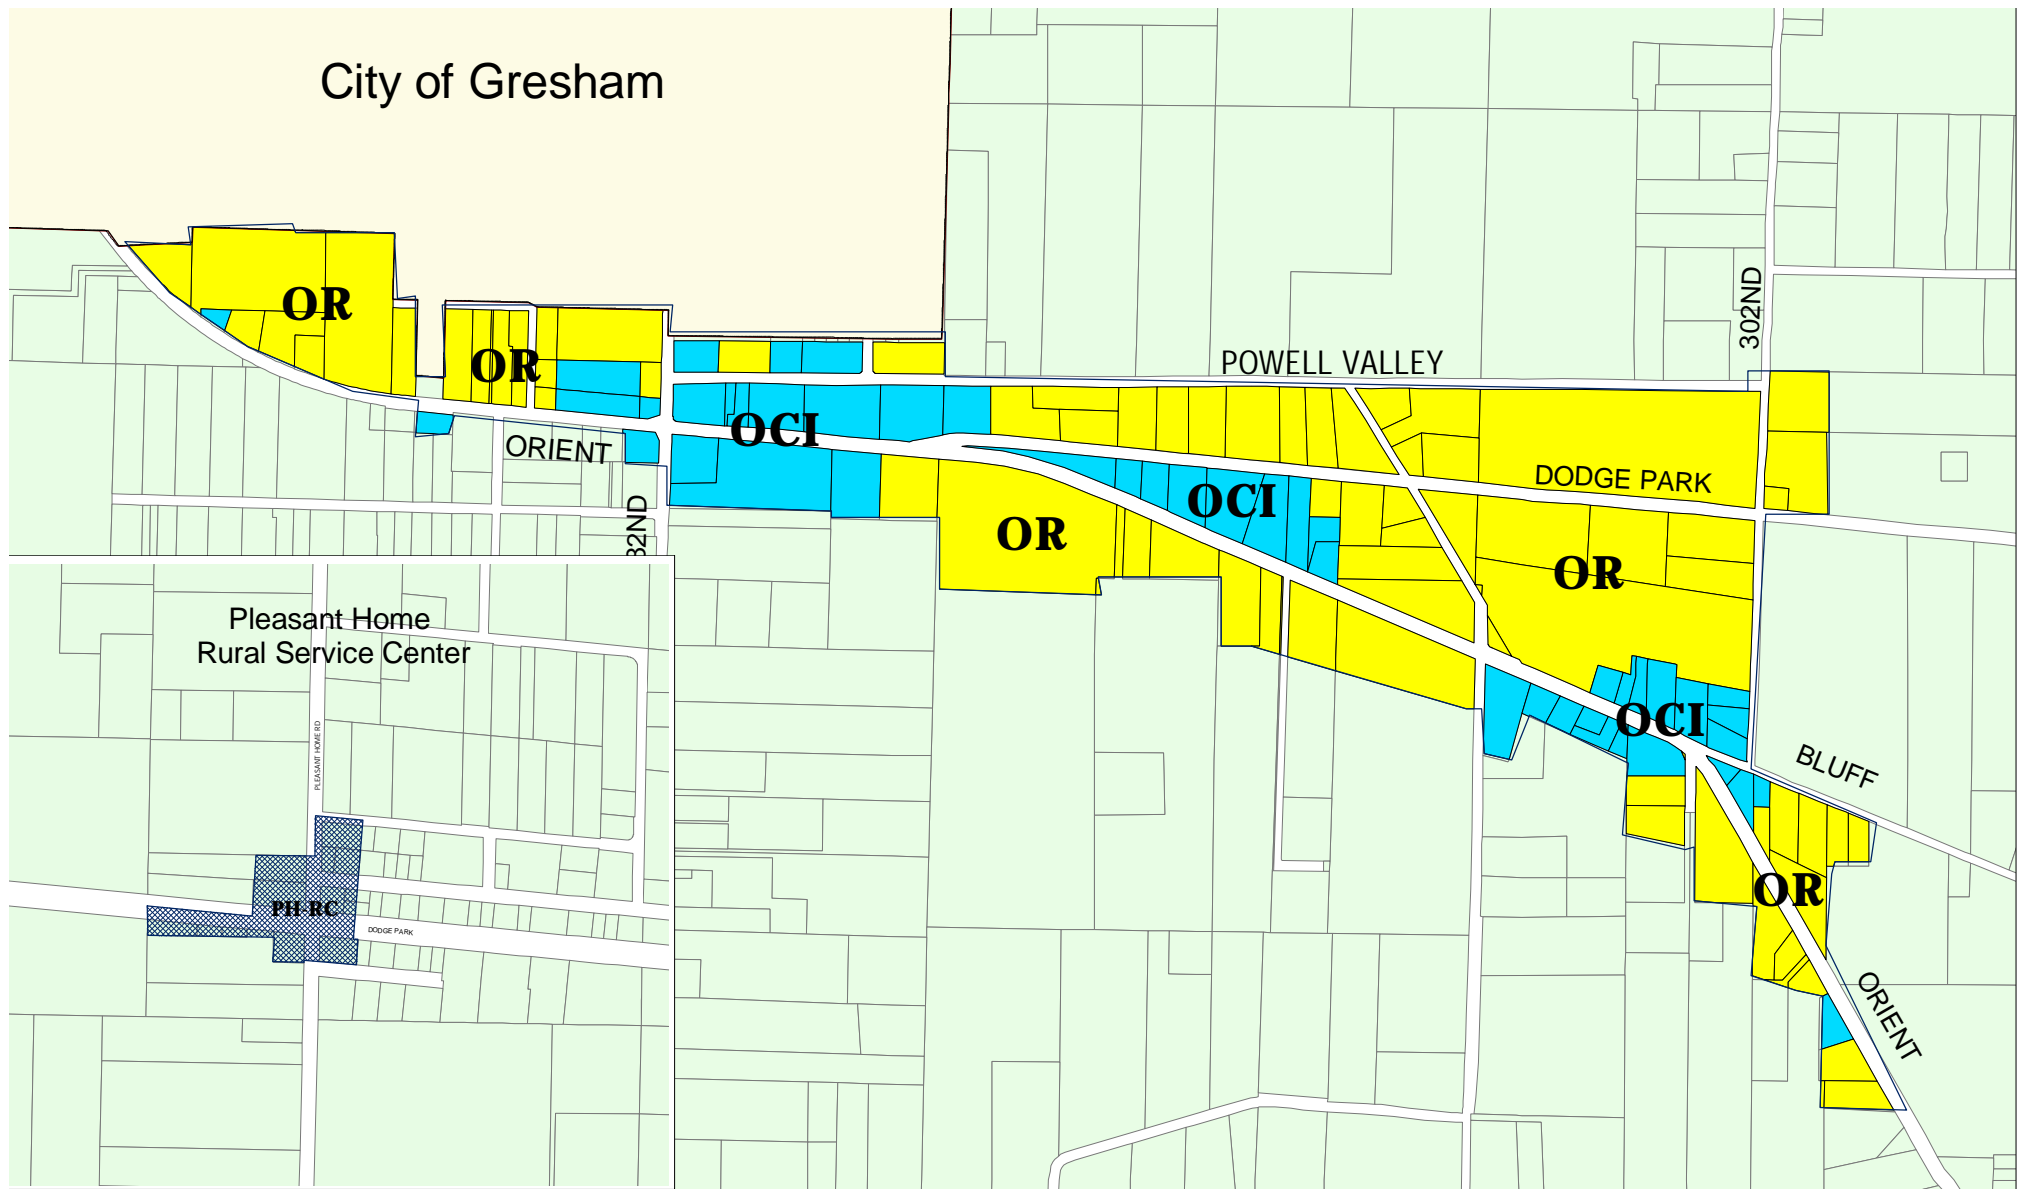 City of Gresham
OR
OR
302ND
POWELL VALLEY
OCI
ORIENT
DODGE PARK
OCI
OR
32ND
OR
Pleasant Home
Rural Service Center
OCI
PLEASANT HOME RD
BLUFF
OR
PH-RC
DODGE PARK
ORIENT